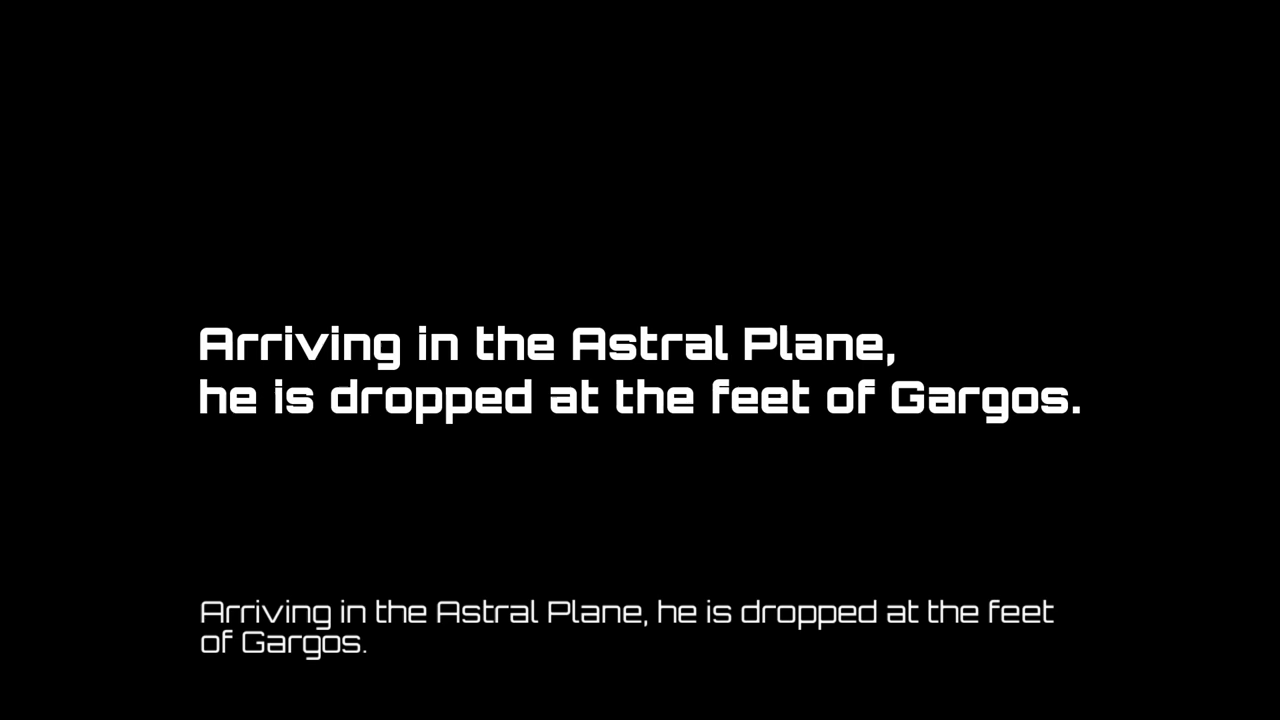 Arriving in the Astral Plane,
he is dropped at the feet of Gargos.
Arriving in the Astral Plane, he is dropped at the feet
of Gargos.